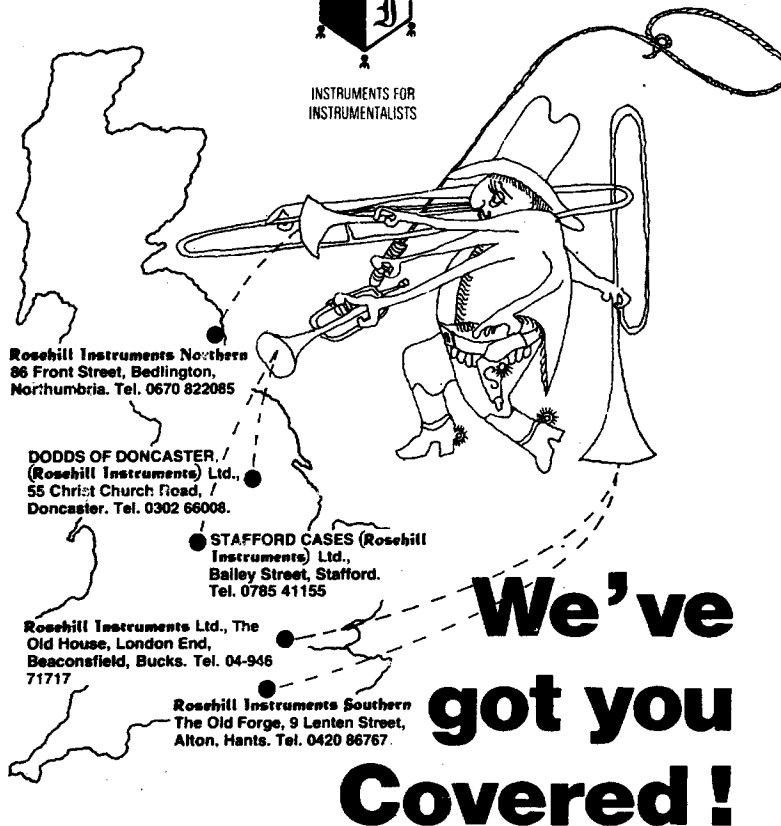 I
INSTRUMENTS FOR
INSTRUMENTALISTS
Rosehill Instruments Northern
86 Front Street, Bedlington,
Northumbria. Tel. 0670 822085
DODDS OF DONCASTER,
(Rosehill Instruments) Ltd.,
55 Christ Church Road,
Doncaster. Tel. 0302 66008.
STAFFORD CASES (Rosehill
Instruments) Ltd.,
Bailey Street, Stafford.
Tel. 0785 41155
Rosehill Instruments Ltd., The
Old House, London End,
Beaconsfield, Bucks. Tel. 04-946
71717
Rosehill Instruments Southern
The Old Forge, 9 Lenten Street,
Alton, Hants. Tel. 0420 86767.
We’ve
got you
Covered !